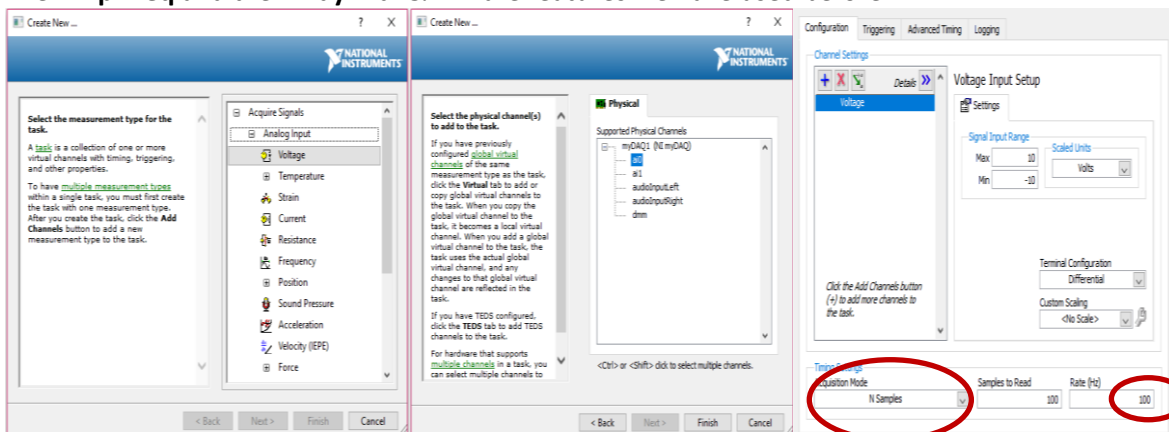 Create New ...
? X
NATIONAL
INSTRUMENTS
Select the measurement type for the
task.
A task is a collection of one or more
virtual channels with timing, triggering,
and other properties.
To have multiple measurement types
within a single task, you must first create
the task with one measurement type.
After you create the task, click the Add
Channels button to add a new
measurement type to the task.
Acquire Signals
Analog Input
Voltage
Temperature
Strain
Current
Resistance
Frequency
Position
Sound Pressure
Acceleration
Velocity (IEPE)
Force
< Back Next > Finish Cancel
Create New ...
? X
NATIONAL
INSTRUMENTS
Select the physical channel(s)
to add to the task.
If you have previously
configured global virtual
channels of the same
measurement type as the task,
click the Virtual tab to add or
copy global virtual channels to
the task. When you copy the
global virtual channel to the
task, it becomes a local virtual
channel. When you add a global
virtual channel to the task, the
task uses the actual global
virtual channel, and any
changes to that global virtual
channel are reflected in the
task.
If you have TEDS configured,
click the TEDS tab to add TEDS
channels to the task.
For hardware that supports
multiple channels in a task, you
can select multiple channels to
Physical
Supported Physical Channels
myDAQ1 (NI myDAQ)
ai0
ai1
audioInputLeft
audioInputRight
dmm
<Ctrl> or <Shift> click to select multiple channels.
< Back Next > Finish Cancel
Configuration Triggering Advanced Timing Logging
Channel Settings
Details
Voltage
Click the Add Channels button
(+) to add more channels to
the task.
Voltage Input Setup
Settings
Signal Input Range
Max 10
Min -10
Scaled Units
Volts
Terminal Configuration
Differential
Custom Scaling
<No Scale>
Timing Settings
Acquisition Mode Samples to Read Rate (Hz)
N Samples 100 100